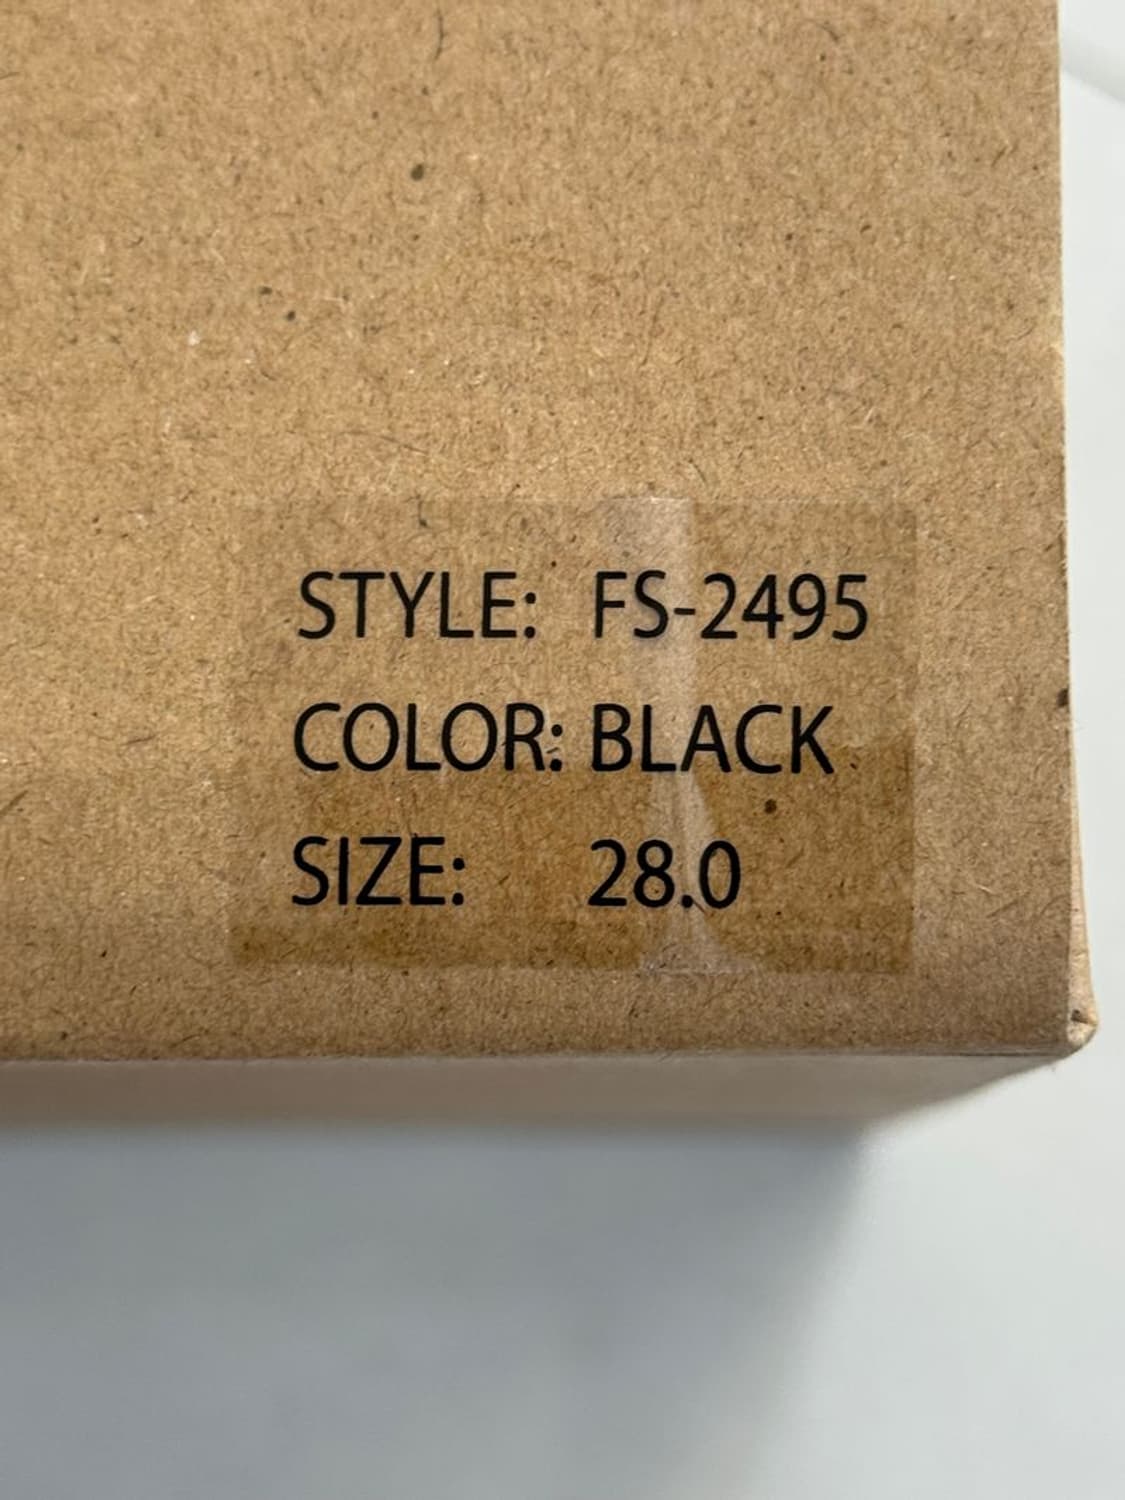 STYLE: FS-2495
COLOR: BLACK
SIZE: 28.0